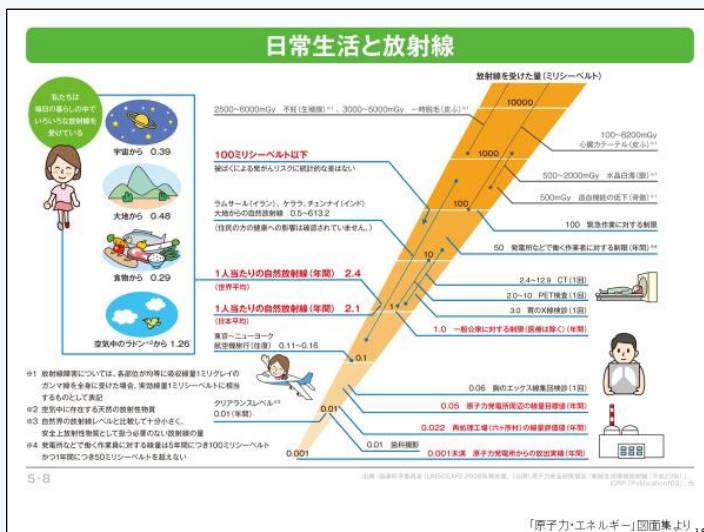 日常生活と放射線
放射線を受けた量(ミリシーベルト)
私たちは
毎日の暮らしの中で
いろいろな放射線を
受けている
宇宙から 0.39
大地から 0.48
食物から 0.29
空気中のラドン※2から 1.26
2500~6000mGy 不妊(生殖腺)※1、3000~5000mGy 一時脱毛(皮ふ)※1
100ミリシーベルト以下
被ばくによる発がんリスクに統計的な差はない
ラムサール(イラン)、ケララ、チェンナイ(インド)
大地からの自然放射線 0.5~613.2
(住民の方の健康への影響は確認されていません。)
1人当たりの自然放射線(年間) 2.4
(世界平均)
1人当たりの自然放射線(年間) 2.1
(日本平均)
東京~ニューヨーク
航空機旅行(往復) 0.11~0.16
クリアランスレベル※3
0.01(年間)
10000
1000
100
10
1
0.1
0.01
0.001
100~6200mGy
心臓カテーテル(皮ふ)※1
500~2000mGy 水晶白濁(眼)※1
500mGy 造血機能の低下(骨髄)※1
100 緊急作業に対する制限
50 発電所などで働く作業者に対する制限(年間)※4
2.4~12.9 CT(1回)
2.0~10 PET検査(1回)
3.0 胃のX線検診(1回)
1.0 一般公衆に対する制限(医療は除く)(年間)
0.06 胸のエックス線集団検診(1回)
0.05 原子力発電所周辺の線量目標値(年間)
0.022 再処理工場(六ヶ所村)の線量評価値(年間)
0.01 歯科撮影
0.001未満 原子力発電所からの放出実績(年間)
※1 放射線障害については、各部位が均等に吸収線量1ミリグレイの
ガンマ線を全身に受けた場合、実効線量1ミリシーベルトに相当
するものとして表記
※2 空気中に存在する天然の放射性物質
※3 自然界の放射線レベルと比較して十分小さく、
安全上放射性物質として扱う必要のない放射線の量
※4 発電所などで働く作業員に対する線量は5年間につき100ミリシーベルト
かつ1年間につき50ミリシーベルトを超えない
5-8
「原子力・エネルギー」図面集より